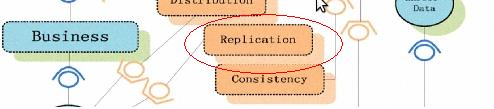 Distribution
Data
Business
Replication
Consistency